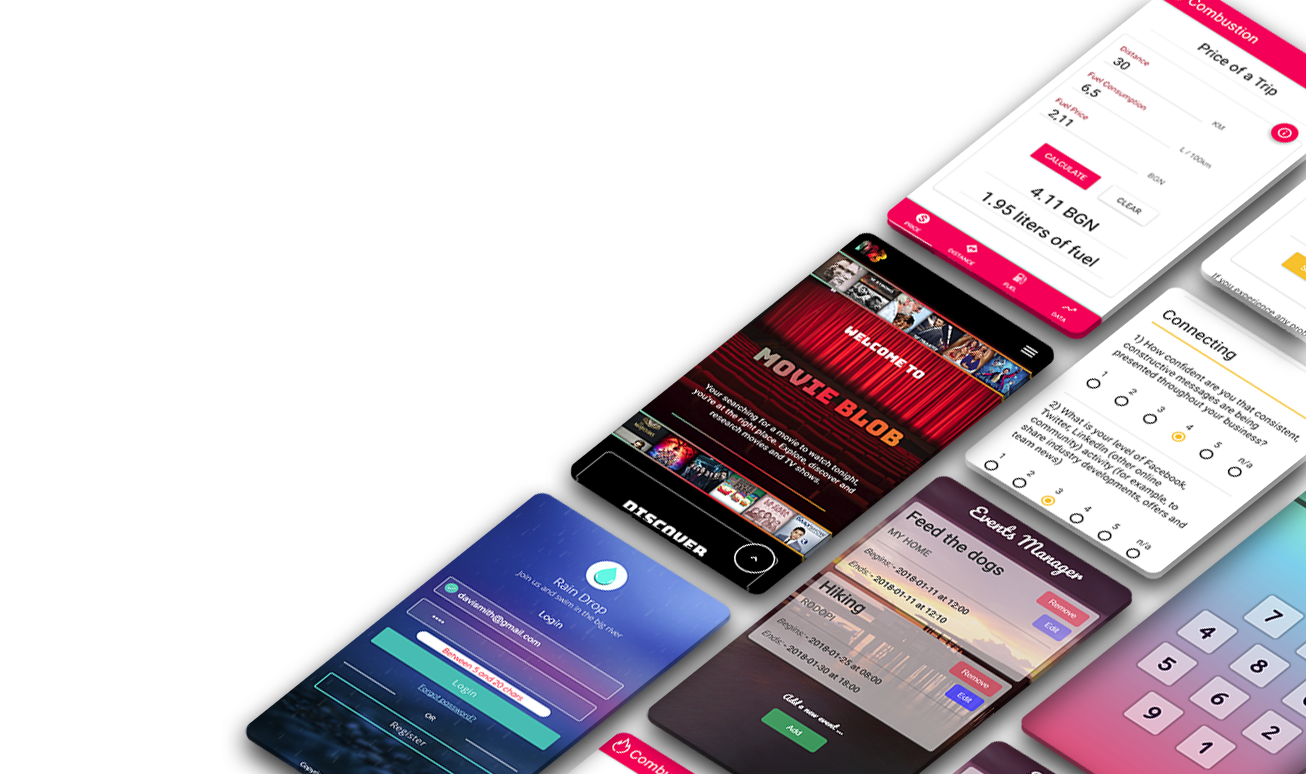 Combustion
Price of a Trip
Distance
30
KM
Fuel Consumption
6,5
L / 100km
Fuel Price
2,11
BGN
CALCULATE
CLEAR
4.11 BGN
1.95 liters of fuel
PRICE
DISTANCE
FUEL
DATA
If you experience any
WELCOME TO
MOVIE BLOB
Your searching for a movie to watch tonight,
you're at the right place. Explore, discover and
research movies and TV shows.
DISCOVER
Connecting
1) How confident are you that consistent,
constructive messages are being
presented throughout your business?
1 2 3 4 5 n/a
2) What is your level of Facebook,
Twitter, Linkedin (other online
community) activity (for example, to
share industry developments, offers and
team news)
1 2 3 4 5 n/a
Rain Drop
Join us and swim in the big river
Login
davismith@gmail.com
Between 5 and 20 chars
Login
Forgot password?
OR
Register
Events Manager
Feed the dogs
MY HOME
Begins: - 2018-01-11 at 12:00
Ends: - 2018-01-11 at 12:10
Remove
Edit
Hiking
RODOPI
Begins: - 2018-01-25 at 08:00
Ends: - 2018-01-30 at 18:00
Remove
Edit
Add a new event...
Add
7
4
8
5
6
2
9
1